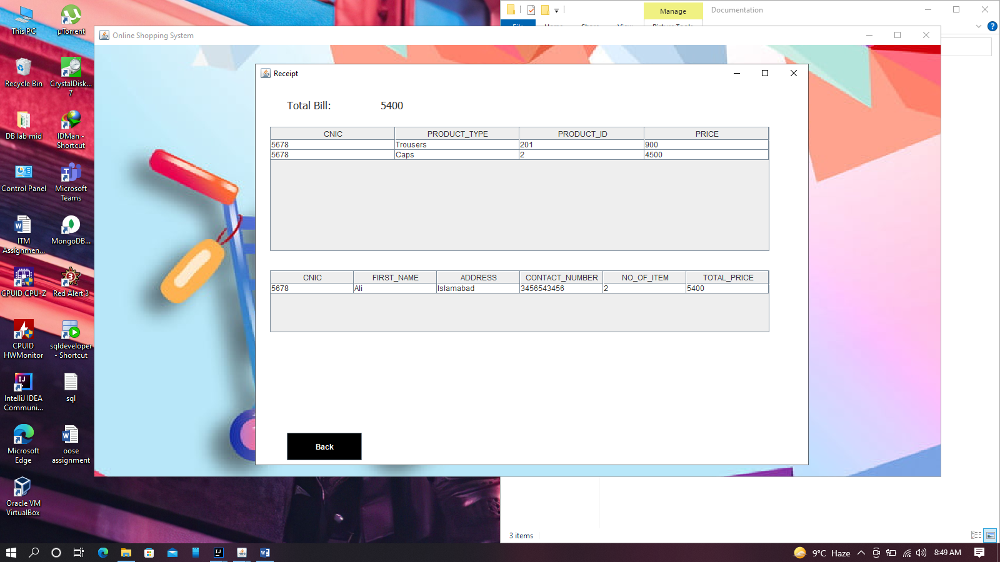 This PC
µTorrent
Recycle Bin
CrystalDisk...
7
DB lab mid
IDMan -
Shortcut
Control Panel
Microsoft
Teams
ITM
Assignmen...
MongoDB...
CPUID CPU-Z
Red Alert 3
CPUID
HWMonitor
sqldeveloper
- Shortcut
IntelliJ IDEA
Communi...
sql
Microsoft
Edge
oose
assignment
Oracle VM
VirtualBox
Manage
Documentation
Online Shopping System
Receipt
Total Bill: 5400
CNIC PRODUCT_TYPE PRODUCT_ID PRICE
5678 Trousers 201 900
5678 Caps 2 4500
CNIC FIRST_NAME ADDRESS CONTACT_NUMBER NO_OF_ITEM TOTAL_PRICE
5678 Ali Islamabad 3456543456 2 5400
Back
3 items
9°C Haze 8:49 AM